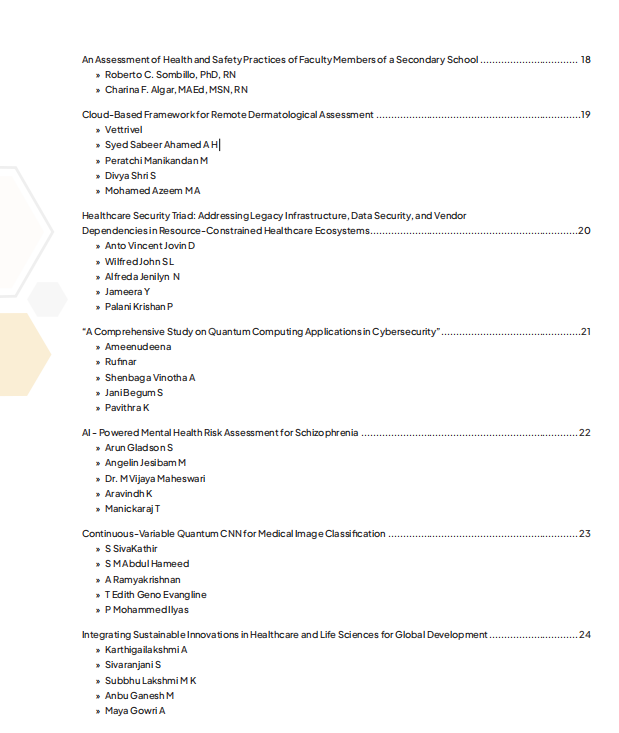 An Assessment of Health and Safety Practices of Faculty Members of a Secondary School ................................ 18
» Roberto C. Sombillo, PhD, RN
» Charina F. Algar, MAEd, MSN, RN
Cloud-Based Framework for Remote Dermatological Assessment ....................................................................19
» Vettrivel
» Syed Sabeer Ahamed A H
» Peratchi Manikandan M
» Divya Shri S
» Mohamed Azeem M A
Healthcare Security Triad: Addressing Legacy Infrastructure, Data Security, and Vendor
Dependencies in Resource-Constrained Healthcare Ecosystems.....................................................................20
» Anto Vincent Jovin D
» Wilfred John S L
» Alfreda Jenilyn N
» Jameera Y
» Palani Krishan P
"A Comprehensive Study on Quantum Computing Applications in Cybersecurity"..............................................21
» Ameenudeena
» Rufinar
» Shenbaga Vinotha A
» Jani Begum S
» Pavithra K
AI - Powered Mental Health Risk Assessment for Schizophrenia ........................................................................ 22
» Arun Gladson S
» Angelin Jesibam M
» Dr. M Vijaya Maheswari
» Aravindh K
» Manickaraj T
Continuous-Variable Quantum CNN for Medical Image Classification ............................................................... 23
» S SivaKathir
» S M Abdul Hameed
» A Ramyakrishnan
» T Edith Geno Evangline
» P Mohammed Ilyas
Integrating Sustainable Innovations in Healthcare and Life Sciences for Global Development ............................. 24
» Karthigailakshmi A
» Sivaranjani S
» Subbhu Lakshmi M K
» Anbu Ganesh M
» Maya Gowri A